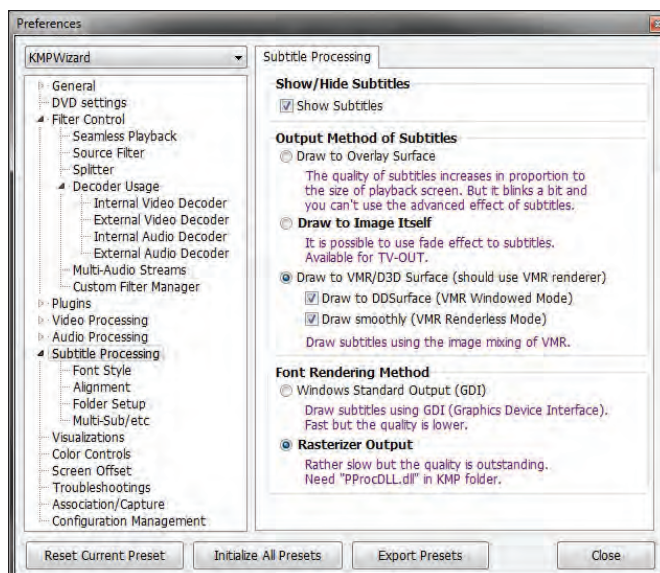 Preferences
KMPWizard
General
DVD settings
Filter Control
Seamless Playback
Source Filter
Splitter
Decoder Usage
Internal Video Decoder
External Video Decoder
Internal Audio Decoder
External Audio Decoder
Multi-Audio Streams
Custom Filter Manager
Plugins
Video Processing
Audio Processing
Subtitle Processing
Font Style
Alignment
Folder Setup
Multi-Sub/etc
Visualizations
Color Controls
Screen Offset
Troubleshootings
Association/Capture
Configuration Management
Subtitle Processing
Show/Hide Subtitles
Show Subtitles
Output Method of Subtitles
Draw to Overlay Surface
The quality of subtitles increases in proportion to
the size of playback screen. But it blinks a bit and
you can't use the advanced effect of subtitles.
Draw to Image Itself
It is possible to use fade effect to subtitles.
Available for TV-OUT.
Draw to VMR/D3D Surface (should use VMR renderer)
Draw to DDSurface (VMR Windowed Mode)
Draw smoothly (VMR Renderless Mode)
Draw subtitles using the image mixing of VMR.
Font Rendering Method
Windows Standard Output (GDI)
Draw subtitles using GDI (Graphics Device Interface).
Fast but the quality is lower.
Rasterizer Output
Rather slow but the quality is outstanding.
Need "PProcDLL.dll" in KMP folder.
Reset Current Preset
Initialize All Presets
Export Presets
Close